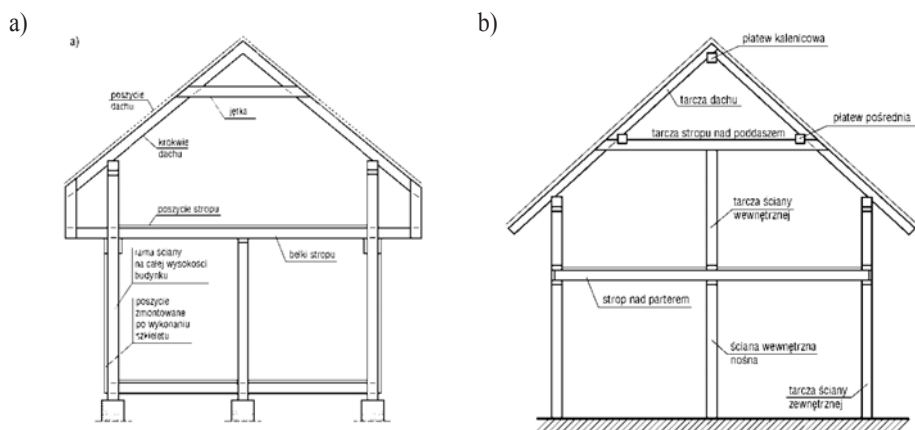 a)
a)
poszycie
dachu
jętka
krokwie
dachu
poszycie stropu
belki stropu
rama ściany
na całej wysokości
budynku
poszycie
zmontowane
po wykonaniu
szkieletu
b)
płatew kalenicowa
tarcza dachu
płatew pośrednia
tarcza stropu nad poddaszem
tarcza ściany
wewnętrznej
strop nad parterem
ściana wewnętrzna
nośna
tarcza ściany
zewnętrznej